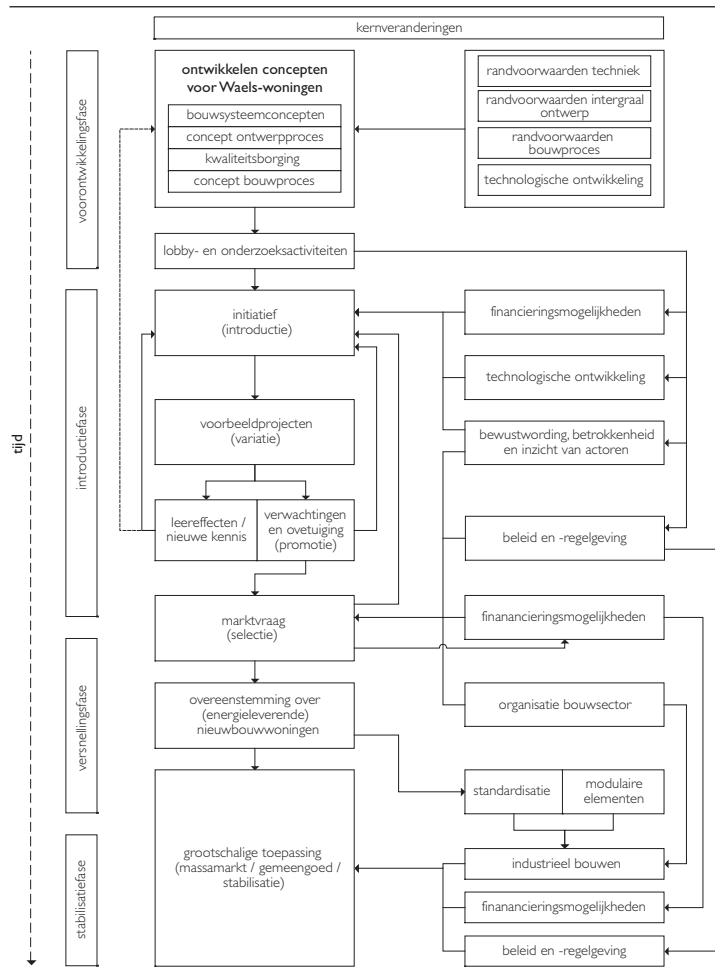 kernveranderingen
tijd
voorontwikkelingsfase
ontwikkelen concepten
voor Waels-woningen
bouwsysteemconcepten
concept ontwerpproces
kwaliteitsborging
concept bouwproces
randvoorwaarden techniek
randvoorwaarden intergraal
ontwerp
randvoorwaarden
bouwproces
technologische ontwikkeling
lobby- en onderzoeksactiviteiten
introductiefase
initiatief
(introductie)
financieringsmogelijkheden
technologische ontwikkeling
voorbeeldprojecten
(variatie)
bewustwording, betrokkenheid
en inzicht van actoren
leereffecten /
nieuwe kennis
verwachtingen
en ovetuiging
(promotie)
beleid en -regelgeving
marktvraag
(selectie)
finanancieringsmogelijkheden
versnellingsfase
overeenstemming over
(energieleverende)
nieuwbouwwoningen
organisatie bouwsector
standardisatie
modulaire
elementen
stabilisatiefase
grootschalige toepassing
(massamarkt / gemeengoed /
stabilisatie)
industrieel bouwen
finanancieringsmogelijkheden
beleid en -regelgeving